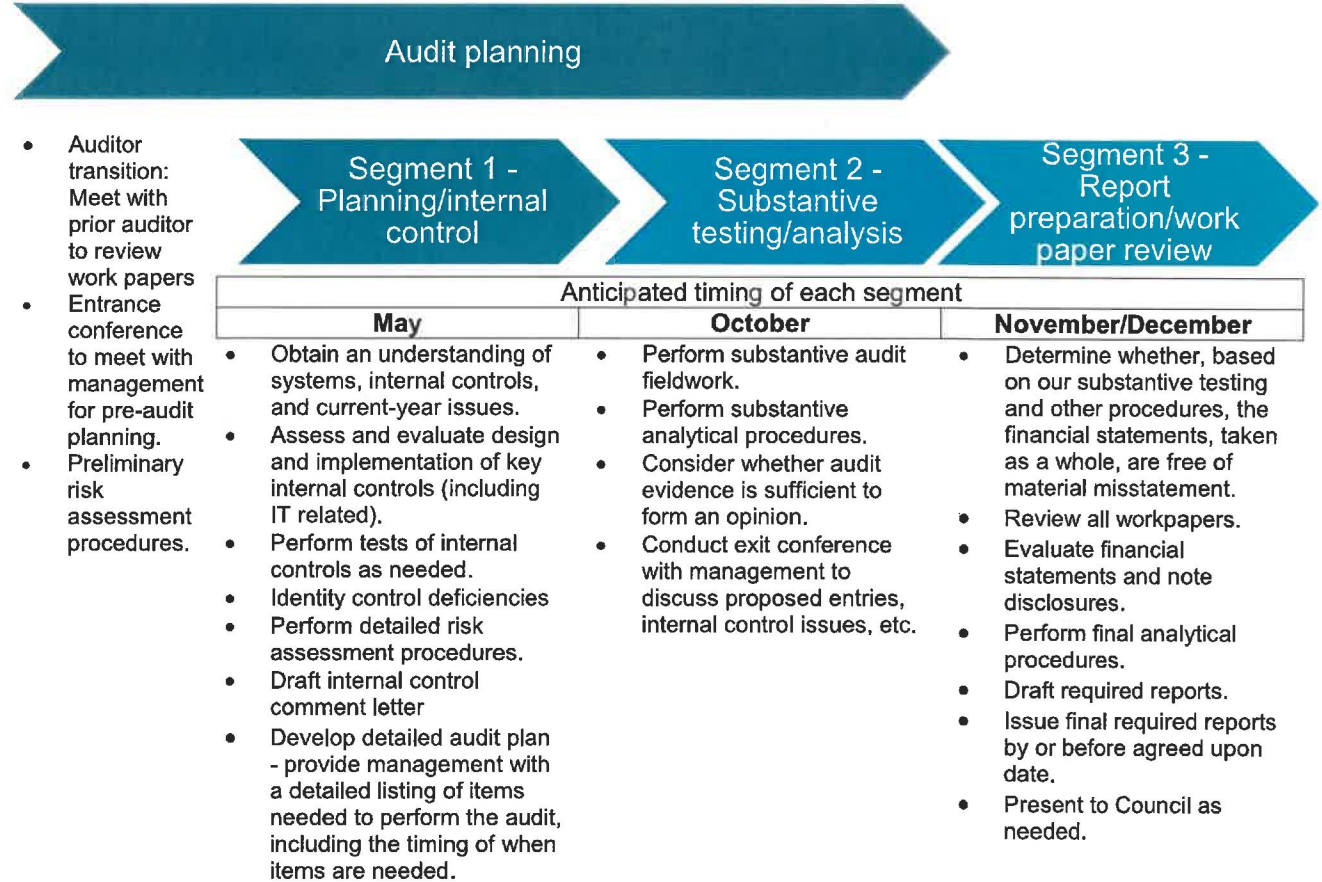 Audit planning
• Auditor
transition:
Meet with
prior auditor
to review
work papers
• Entrance
conference
to meet with
management
for pre-audit
planning.
• Preliminary
risk
assessment
procedures.
Segment 1 -
Planning/internal
control
Segment 2 -
Substantive
testing/analysis
Segment 3 -
Report
preparation/work
paper review
Anticipated timing of each segment
May
October
November/December
• Obtain an understanding of
systems, internal controls,
and current-year issues.
• Assess and evaluate design
and implementation of key
internal controls (including
IT related).
• Perform tests of internal
controls as needed.
• Identity control deficiencies
• Perform detailed risk
assessment procedures.
• Draft internal control
comment letter
• Develop detailed audit plan
- provide management with
a detailed listing of items
needed to perform the audit,
including the timing of when
items are needed.
• Perform substantive audit
fieldwork.
• Perform substantive
analytical procedures.
• Consider whether audit
evidence is sufficient to
form an opinion.
• Conduct exit conference
with management to
discuss proposed entries,
internal control issues, etc.
• Determine whether, based
on our substantive testing
and other procedures, the
financial statements, taken
as a whole, are free of
material misstatement.
• Review all workpapers.
• Evaluate financial
statements and note
disclosures.
• Perform final analytical
procedures.
• Draft required reports.
• Issue final required reports
by or before agreed upon
date.
• Present to Council as
needed.